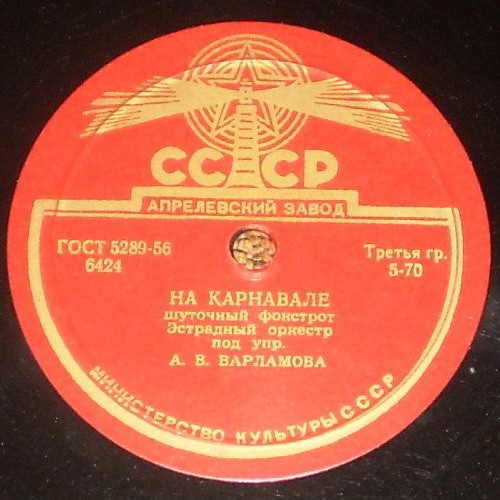 СССР
АПРЕЛЕВСКИЙ ЗАВОД
ГОСТ 5289-56
6424
Третья гр.
5-70
НА КАРНАВАЛЕ
шуточный фокстрот
Эстрадный оркестр
под упр.
А. В. ВАРЛАМОВА
МИНИСТЕРСТВО КУЛЬТУРЫ СССР